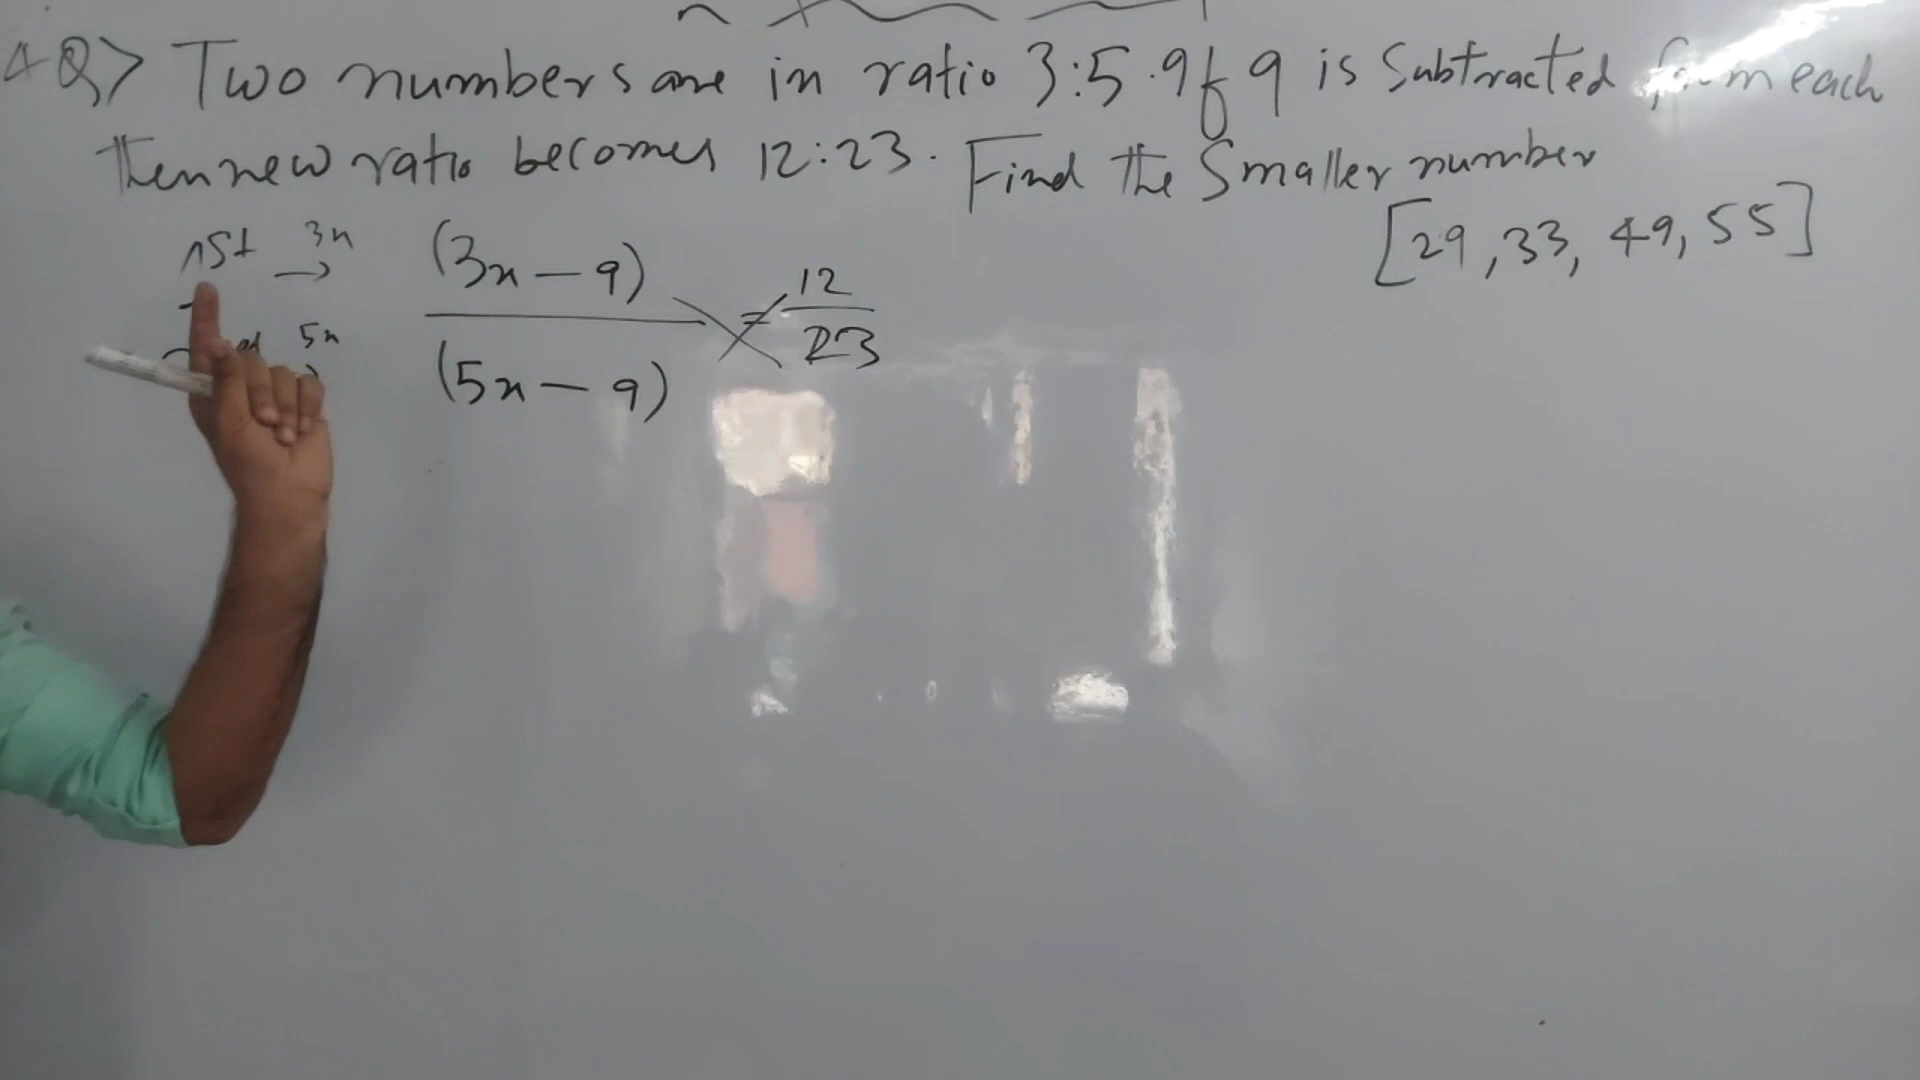 4Q> Two numbers are in ratio 3:5. If 9 is Subtracted from each
then new ratio becomes 12:23. Find the Smaller number
[29, 33, 49, 55]
1st → 3x
5x
(3x - 9) / (5x - 9) = 12 / 23